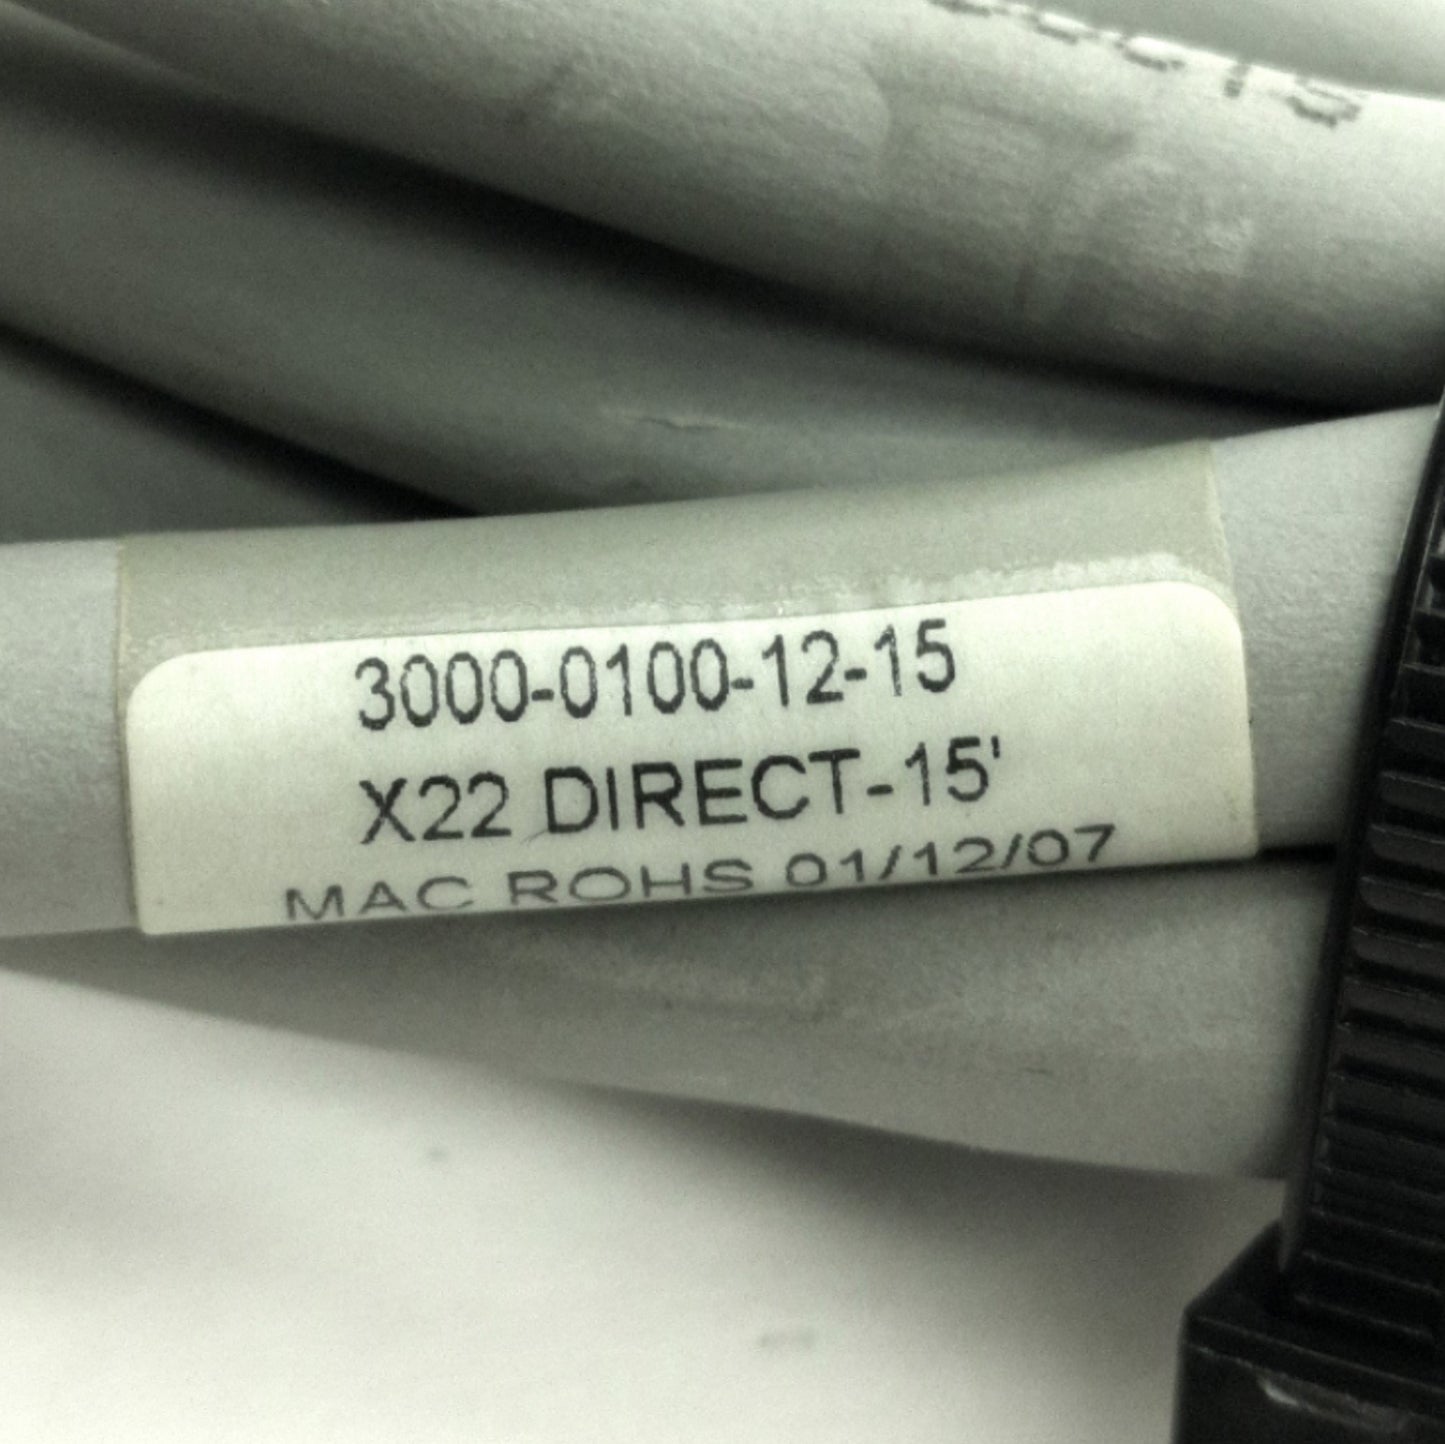 3000-0100-12-15
X22 DIRECT-15'
MAC ROHS 01/12/07